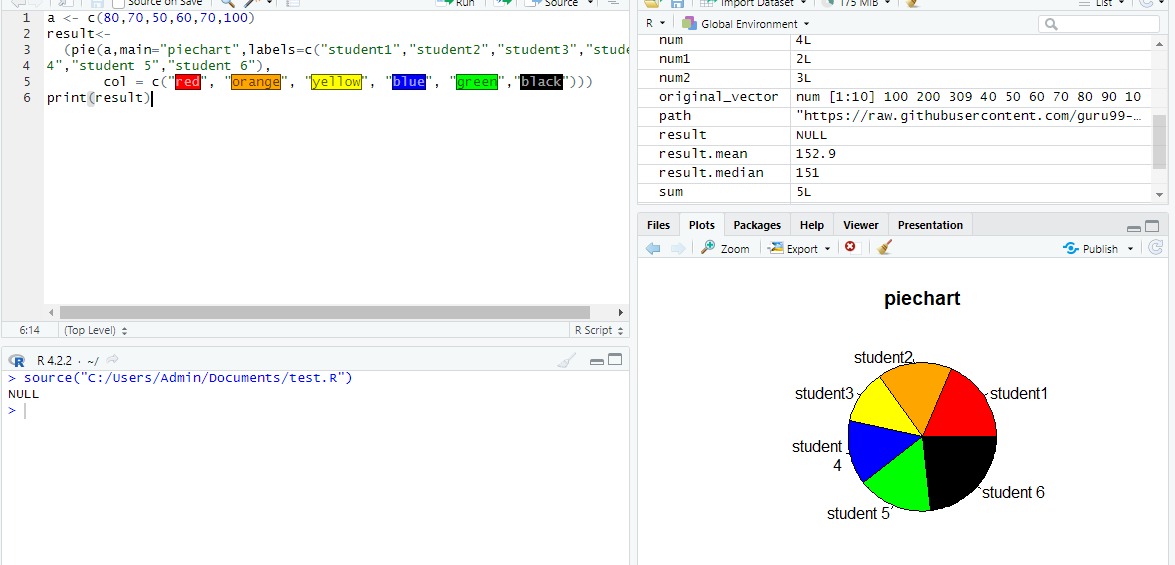 Source on Save
Run
Source
1 a <- c(80,70,50,60,70,100)
2 result<-
3 (pie(a,main="piechart",labels=c("student1","student2","student3","stude
4 4","student 5","student 6"),
5 col = c("red", "orange", "yellow", "blue", "green","black")))
6 print(result)
6:14 (Top Level) R Script
R 4.2.2 · ~/
> source("C:/Users/Admin/Documents/test.R")
NULL
>
Import Dataset 175 MiB List
R Global Environment
num 4L
num1 2L
num2 3L
original_vector num [1:10] 100 200 309 40 50 60 70 80 90 10
path "https://raw.githubusercontent.com/guru99-…
result NULL
result.mean 152.9
result.median 151
sum 5L
Files Plots Packages Help Viewer Presentation
Zoom Export Publish
piechart
student2
student3
student1
student
4
student 6
student 5